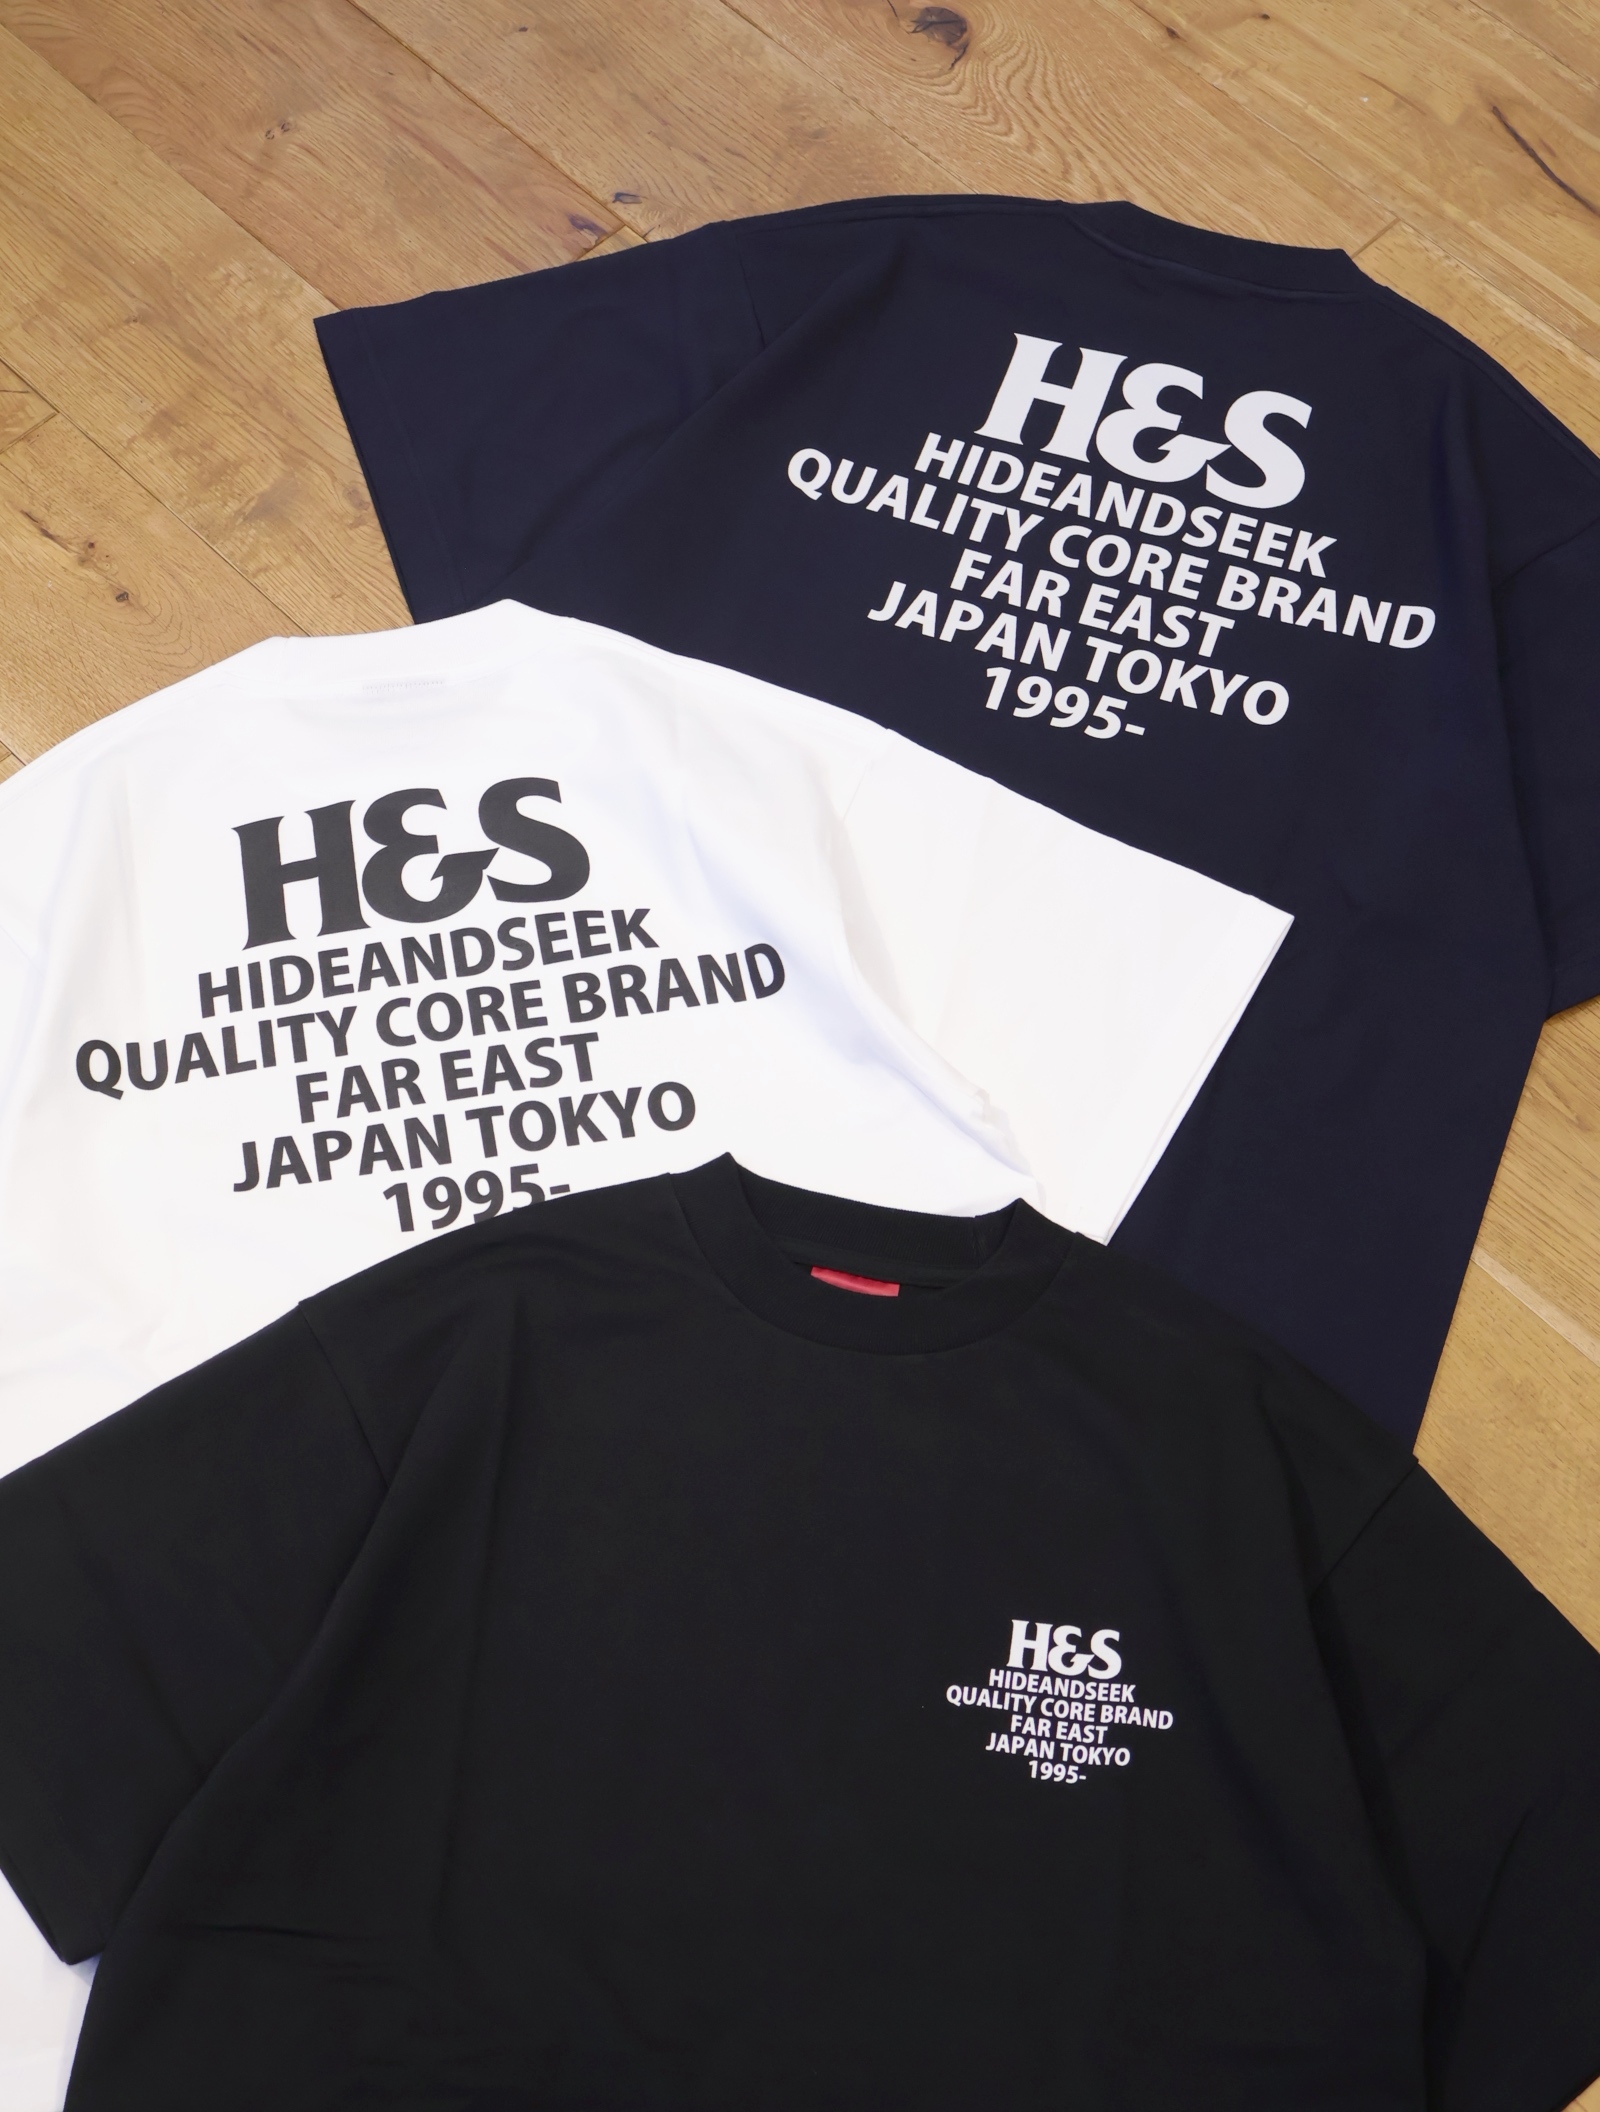 H&S
HIDEANDSEEK
QUALITY CORE BRAND
FAR EAST
JAPAN TOKYO
1995-
H&S
HIDEANDSEEK
QUALITY CORE BRAND
FAR EAST
JAPAN TOKYO
1995-
H&S
HIDEANDSEEK
QUALITY CORE BRAND
FAR EAST
JAPAN TOKYO
1995-